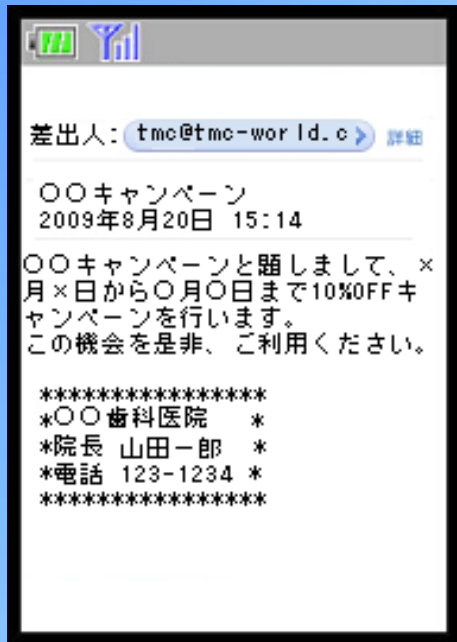 差出人: tmc@tmc-world.c 詳細
〇〇キャンペーン
2009年8月20日 15:14
〇〇キャンペーンと題しまして、×
月×日から〇月〇日まで10%OFFキ
ャンペーンを行います。
この機会を是非、ご利用ください。
****************
*〇〇歯科医院 *
*院長 山田一郎 *
*電話 123-1234 *
****************